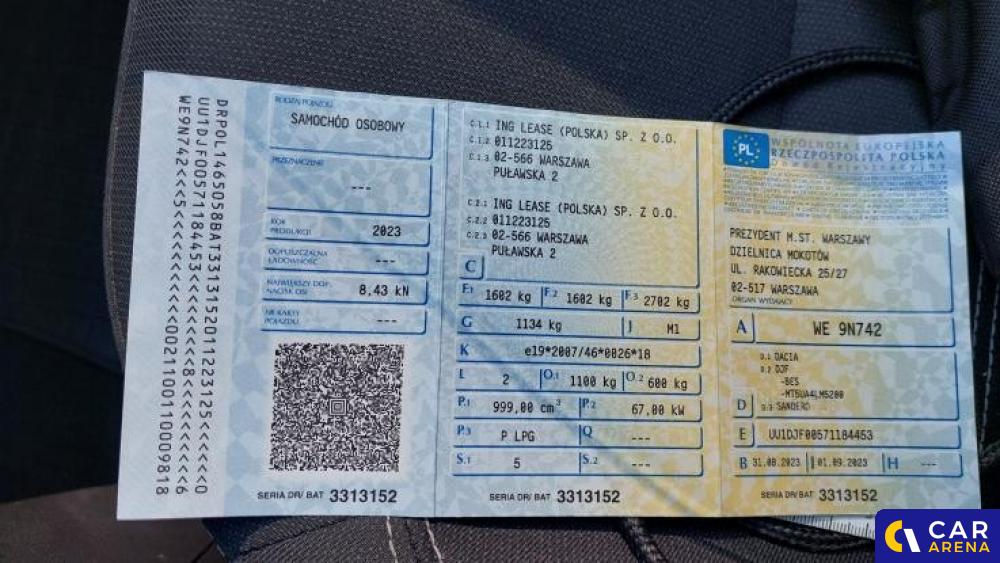 DRPOL1465058BAT3313152011223125<<<<<<0
UU1DJF00571184453<<<<<<<<<<0021100110009818
WE9N742<<<5<<<<<<<<<<<<8<<<<<<<<<<<<6
RODZAJ POJAZDU
SAMOCHÓD OSOBOWY
PRZEZNACZENIE
---
ROK
PRODUKCJI
2023
DOPUSZCZALNA
ŁADOWNOŚĆ
---
NAJWIĘKSZY DOP.
NACISK OSI
8,43 kN
NR KARTY
POJAZDU
---
SERIA DR/ BAT 3313152
C.1.1 ING LEASE (POLSKA) SP. Z O.O.
C.1.2 011223125
C.1.3 02-566 WARSZAWA
PUŁAWSKA 2
C.2.1 ING LEASE (POLSKA) SP. Z O.O.
C.2.2 011223125
C.2.3 02-566 WARSZAWA
PUŁAWSKA 2
C
F.1 1602 kg F.2 1602 kg F.3 2702 kg
G 1134 kg J M1
K e19*2007/46*0026*18
L 2 O.1 1100 kg O.2 600 kg
P.1 999,00 cm³ P.2 67,00 kW
P.3 P LPG Q ---
S.1 5 S.2 ---
SERIA DR/ BAT 3313152
PL
WSPÓLNOTA EUROPEJSKA
RZECZPOSPOLITA POLSKA
Dowód Rejestracyjny
PREZYDENT M.ST. WARSZAWY
DZIELNICA MOKOTÓW
UL. RAKOWIECKA 25/27
02-517 WARSZAWA
ORGAN WYDAJĄCY
A WE 9N742
D.1 DACIA
D.2 DJF
-BES
-MT5UA4LM5200
D D.3 SANDERO
E UU1DJF00571184453
B 31.08.2023 I 01.09.2023 H ---
SERIA DR/ BAT 3313152
CAR
ARENA